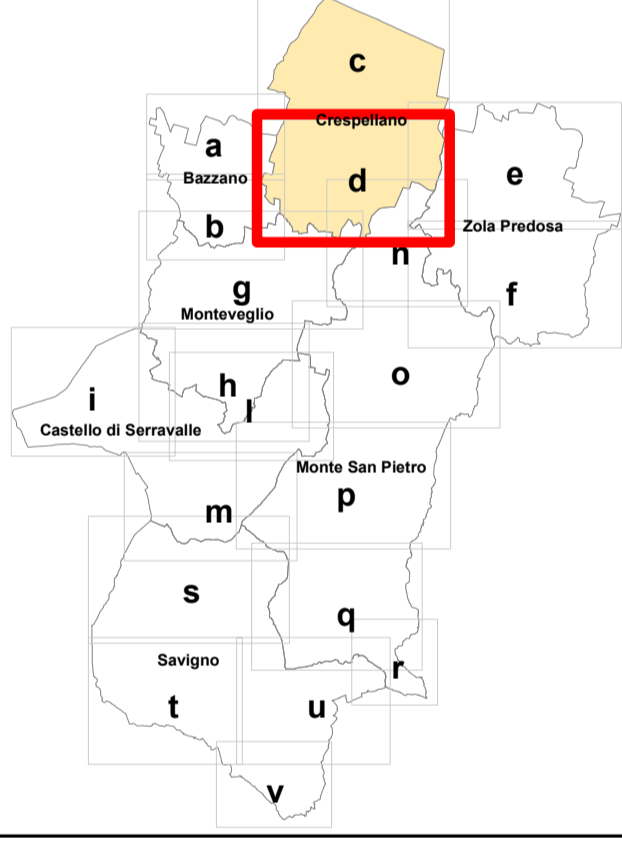 c
Crespellano
a
e
Bazzano
d
b
Zola Predosa
n
g
f
Monteveglio
o
h
i
l
Castello di Serravalle
Monte San Pietro
p
m
s
q
Savigno
r
t
u
v